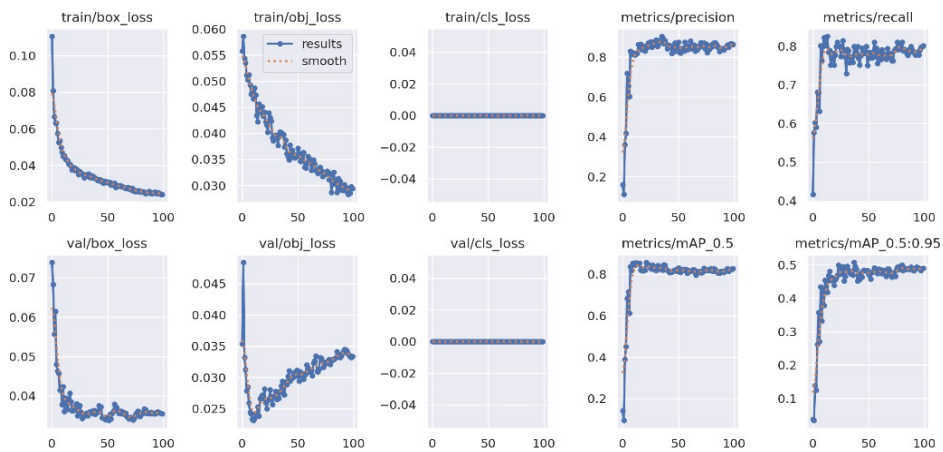 train/box_loss
train/obj_loss
train/cls_loss
metrics/precision
metrics/recall
0.10
0.08
0.06
0.04
0.02
0 50 100
0.060
0.055
0.050
0.045
0.040
0.035
0.030
0 50 100
results
smooth
0.04
0.02
0.00
−0.02
−0.04
0 50 100
0.8
0.6
0.4
0.2
0 50 100
0.8
0.7
0.6
0.5
0.4
0 50 100
val/box_loss
val/obj_loss
val/cls_loss
metrics/mAP_0.5
metrics/mAP_0.5:0.95
0.07
0.06
0.05
0.04
0 50 100
0.045
0.040
0.035
0.030
0.025
0 50 100
0.04
0.02
0.00
−0.02
−0.04
0 50 100
0.8
0.6
0.4
0.2
0 50 100
0.5
0.4
0.3
0.2
0.1
0 50 100